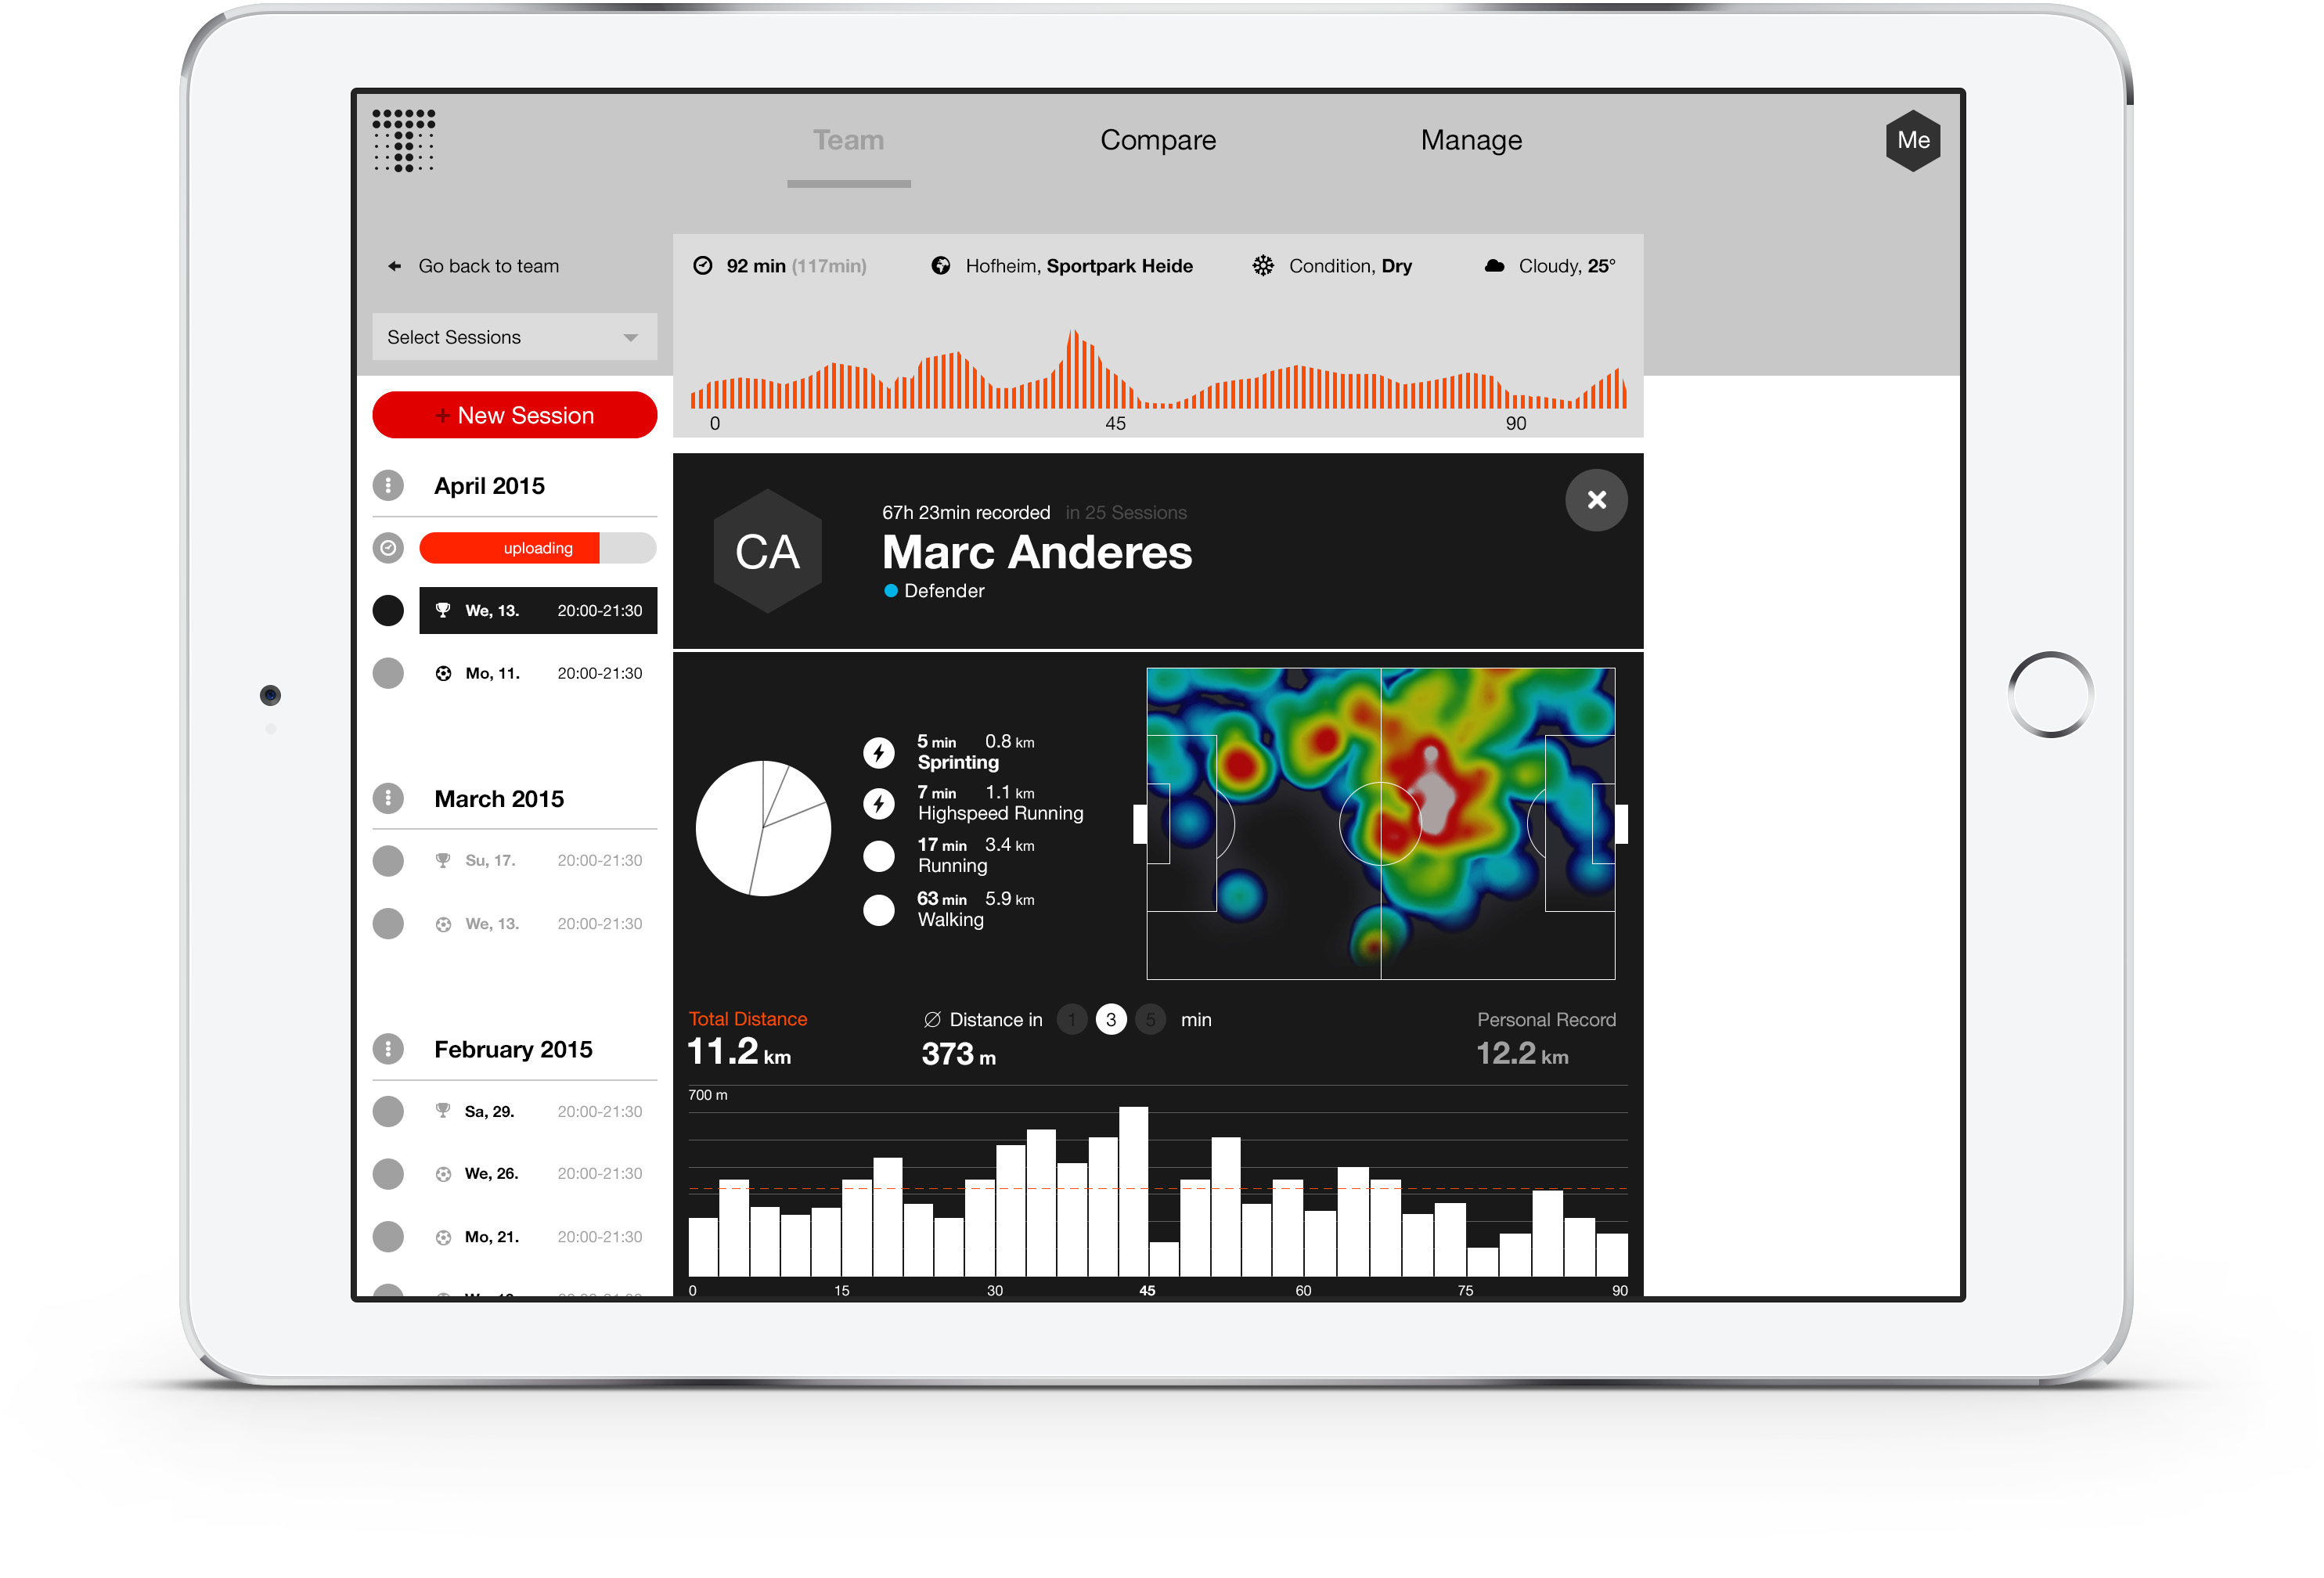 Team
Compare
Manage
Me
Go back to team
92 min (117min)
Hofheim, Sportpark Heide
Condition, Dry
Cloudy, 25°
Select Sessions
0 45 90
+ New Session
April 2015
uploading
We, 13. 20:00-21:30
Mo, 11. 20:00-21:30
March 2015
Su, 17. 20:00-21:30
We, 13. 20:00-21:30
February 2015
Sa, 29. 20:00-21:30
We, 26. 20:00-21:30
Mo, 21. 20:00-21:30
CA
67h 23min recorded in 25 Sessions
Marc Anderes
Defender
5 min 0.8 km
Sprinting
7 min 1.1 km
Highspeed Running
17 min 3.4 km
Running
63 min 5.9 km
Walking
Total Distance
11.2 km
Ø Distance in 1 3 5 min
373 m
Personal Record
12.2 km
700 m
0 15 30 45 60 75 90